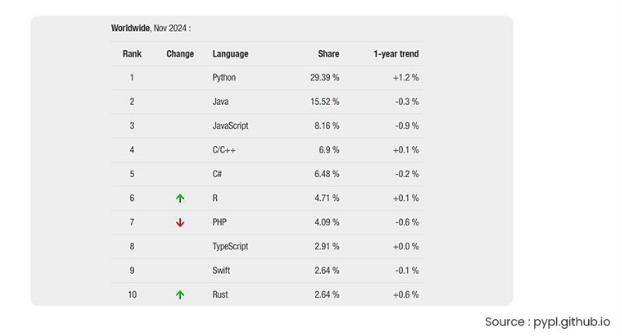 Worldwide, Nov 2024 :
Rank Change Language Share 1-year trend
1 Python 29.39 % +1.2 %
2 Java 15.52 % -0.3 %
3 JavaScript 8.16 % -0.9 %
4 C/C++ 6.9 % +0.1 %
5 C# 6.48 % -0.2 %
6 ↑ R 4.71 % +0.1 %
7 ↓ PHP 4.09 % -0.6 %
8 TypeScript 2.91 % +0.0 %
9 Swift 2.64 % -0.1 %
10 ↑ Rust 2.64 % +0.6 %
Source : pypl.github.io